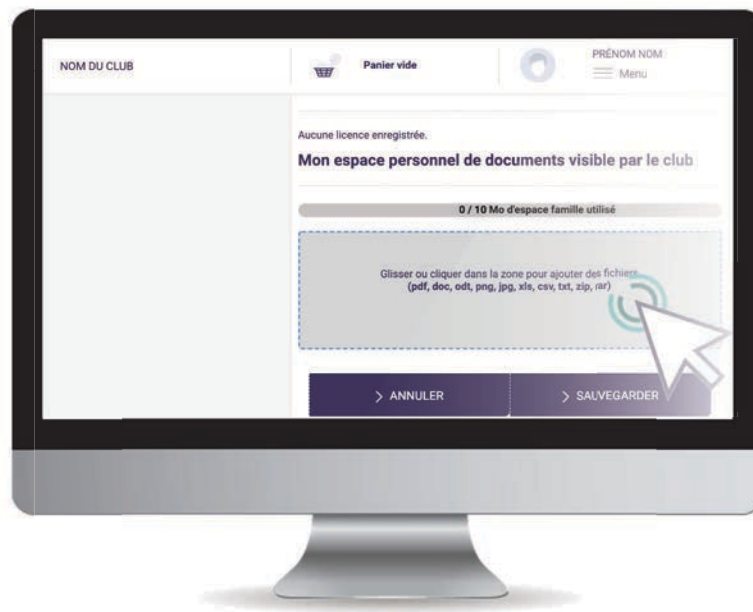 NOM DU CLUB
Panier vide
PRÉNOM NOM
Menu
Aucune licence enregistrée.
Mon espace personnel de documents visible par le club
0 / 10 Mo d'espace famille utilisé
Glisser ou cliquer dans la zone pour ajouter des fichiers
(pdf, doc, odt, png, jpg, xls, csv, txt, zip, rar)
> ANNULER
> SAUVEGARDER